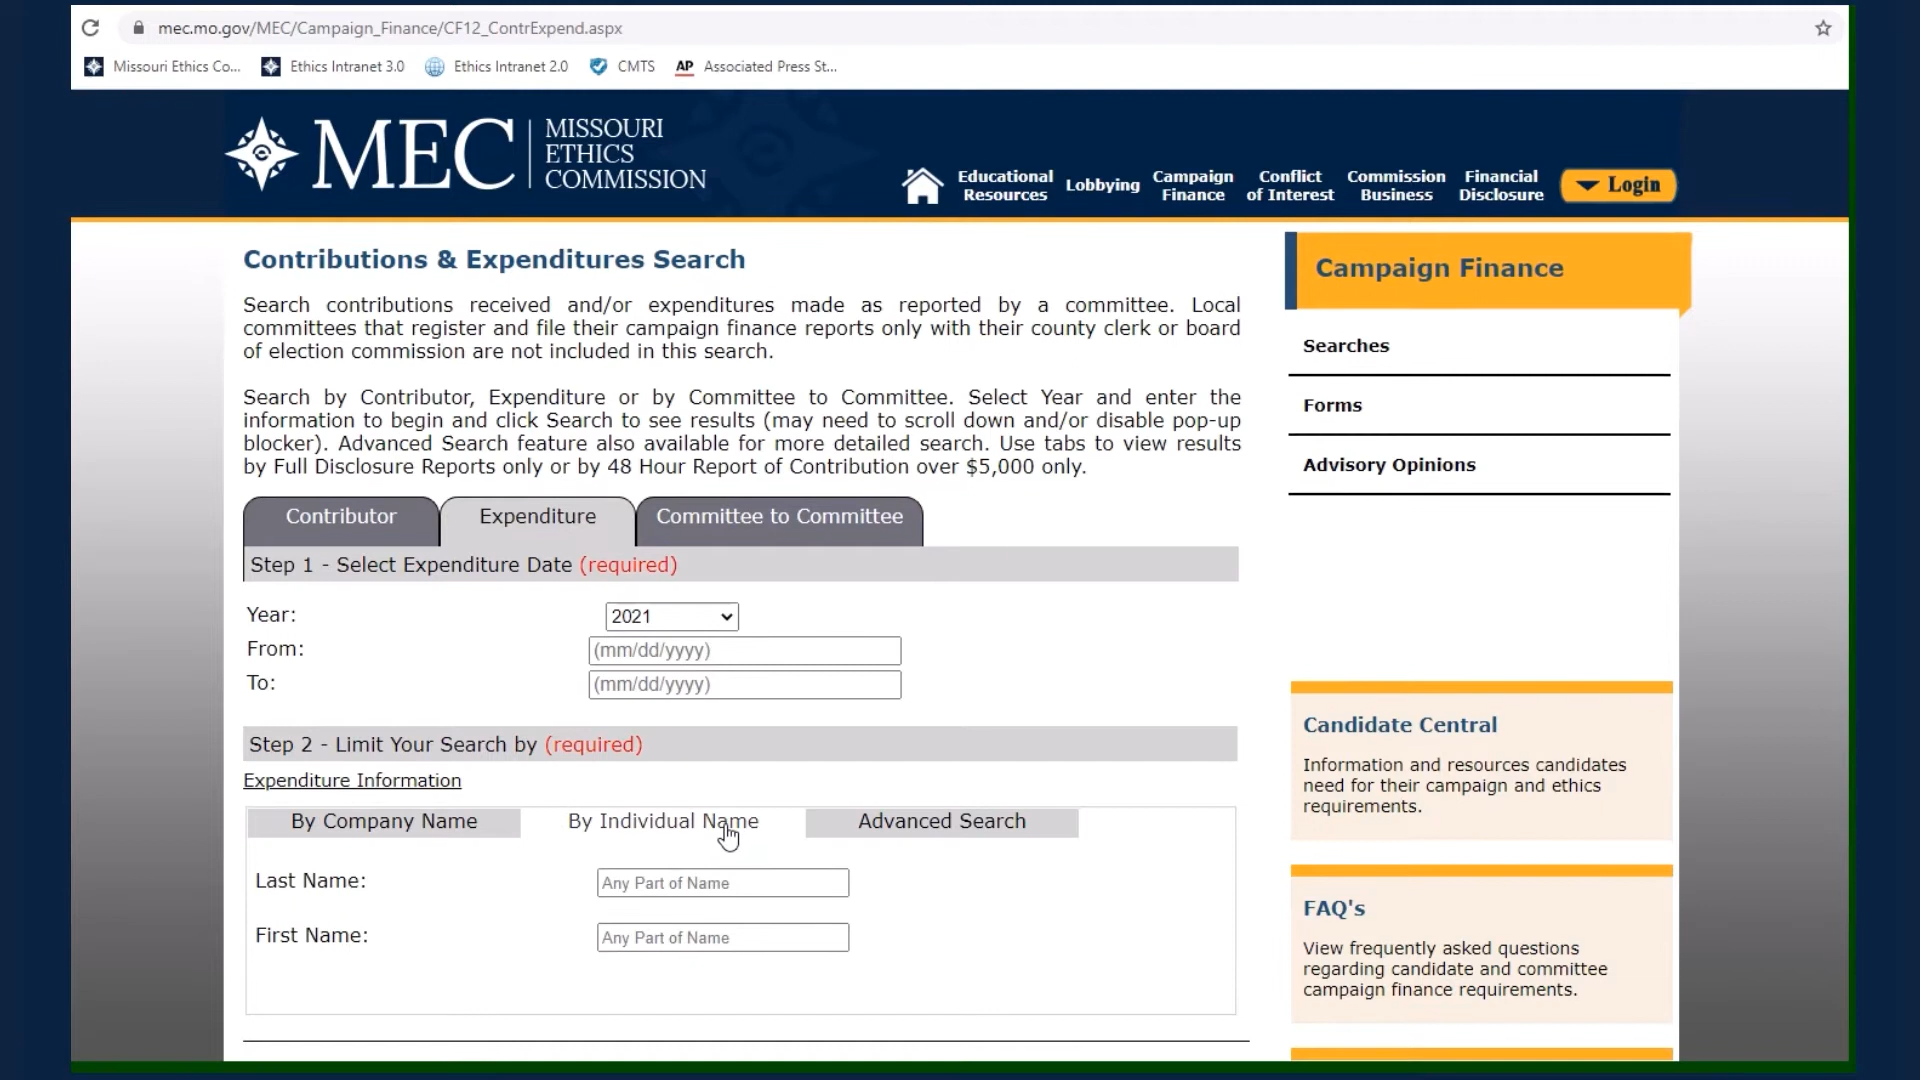 mec.mo.gov/MEC/Campaign_Finance/CF12_ContrExpend.aspx
Missouri Ethics Co... Ethics Intranet 3.0 Ethics Intranet 2.0 CMTS AP Associated Press St...
MEC MISSOURI
ETHICS
COMMISSION
Educational
Resources
Lobbying
Campaign
Finance
Conflict
of Interest
Commission
Business
Financial
Disclosure
Login
Contributions & Expenditures Search
Search contributions received and/or expenditures made as reported by a committee. Local
committees that register and file their campaign finance reports only with their county clerk or board
of election commission are not included in this search.
Search by Contributor, Expenditure or by Committee to Committee. Select Year and enter the
information to begin and click Search to see results (may need to scroll down and/or disable pop-up
blocker). Advanced Search feature also available for more detailed search. Use tabs to view results
by Full Disclosure Reports only or by 48 Hour Report of Contribution over $5,000 only.
Contributor Expenditure Committee to Committee
Step 1 - Select Expenditure Date (required)
Year: 2021
From: (mm/dd/yyyy)
To: (mm/dd/yyyy)
Step 2 - Limit Your Search by (required)
Expenditure Information
By Company Name By Individual Name Advanced Search
Last Name: Any Part of Name
First Name: Any Part of Name
Campaign Finance
Searches
Forms
Advisory Opinions
Candidate Central
Information and resources candidates
need for their campaign and ethics
requirements.
FAQ's
View frequently asked questions
regarding candidate and committee
campaign finance requirements.